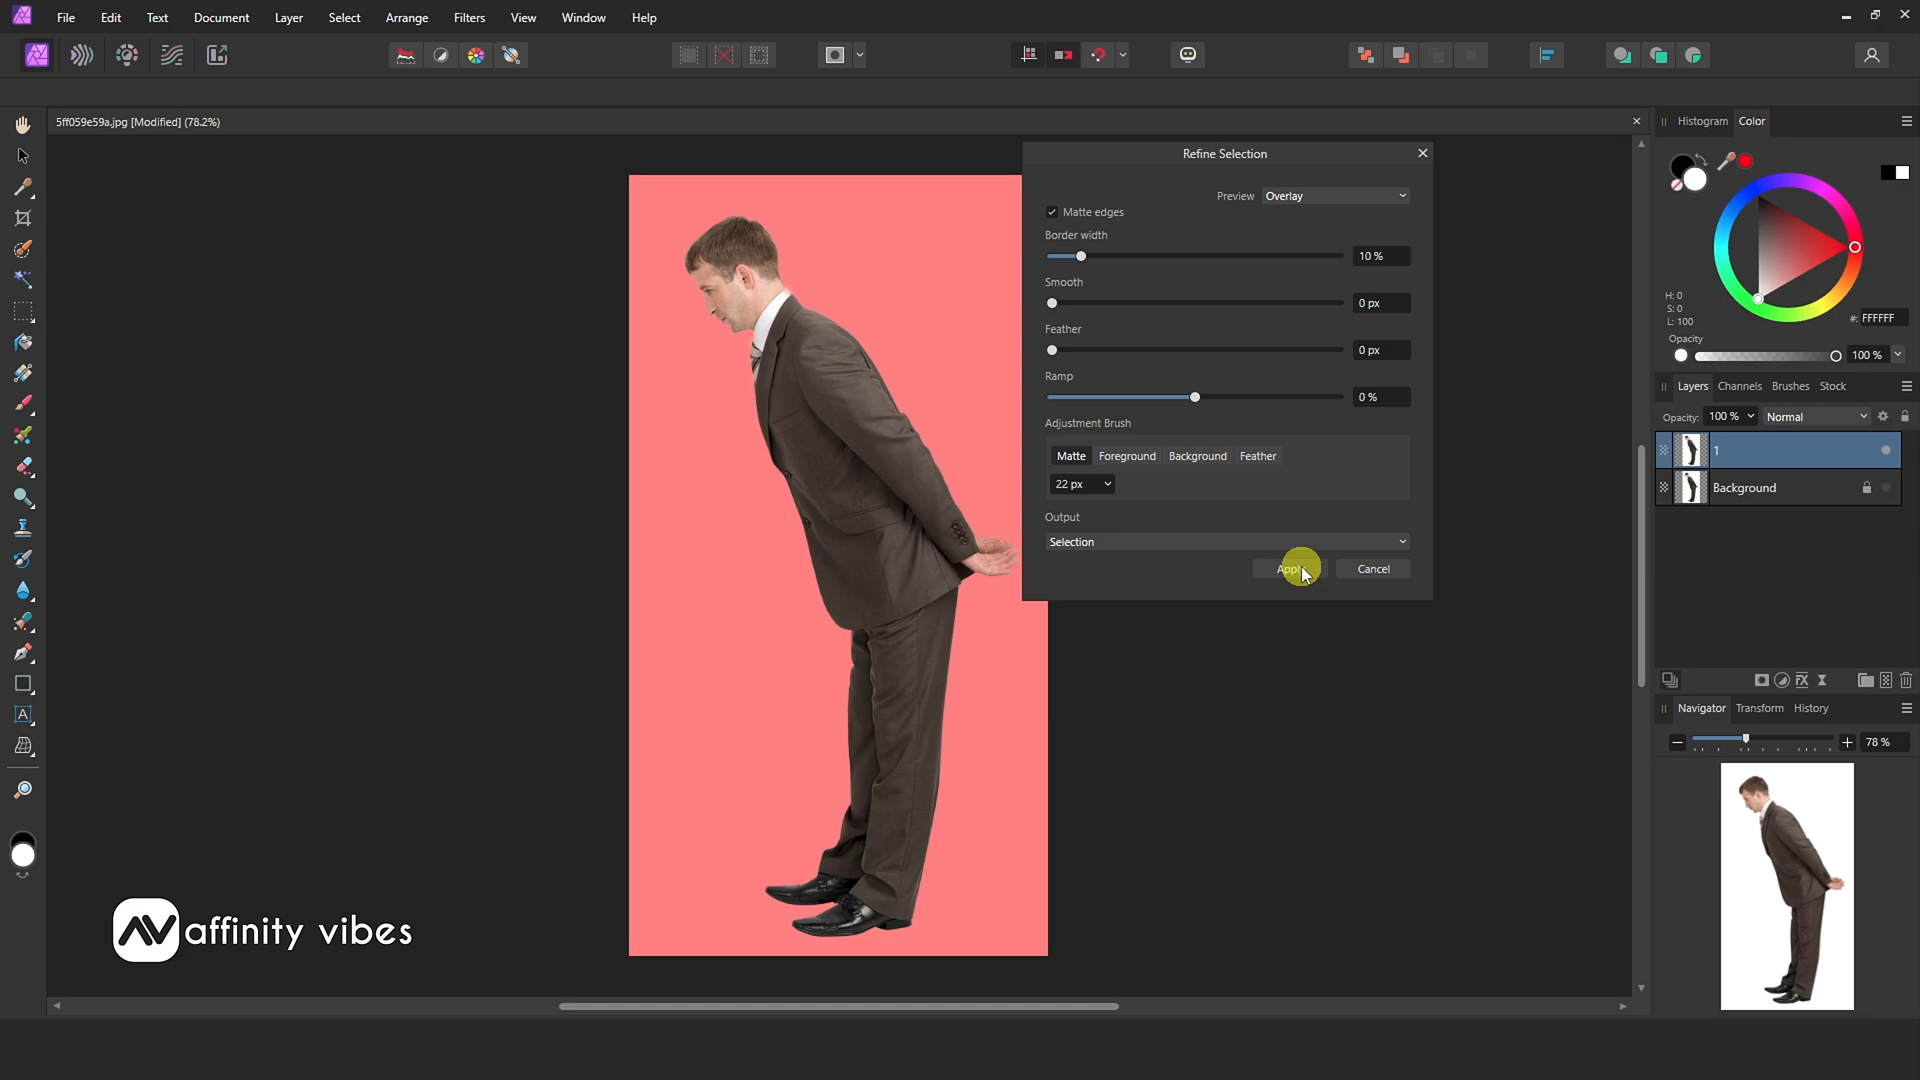 File Edit Text Document Layer Select Arrange Filters View Window Help
5ff059e59a.jpg [Modified] (78.2%)
Histogram Color
Refine Selection
Preview Overlay
Matte edges
Border width
10 %
Smooth
0 px
Feather
0 px
Ramp
0 %
Adjustment Brush
Matte Foreground Background Feather
22 px
Output
Selection
Apply Cancel
H: 0
S: 0
L: 100
#: FFFFFF
Opacity
100 %
Layers Channels Brushes Stock
Opacity: 100 % Normal
1
Background
Navigator Transform History
78 %
affinity vibes